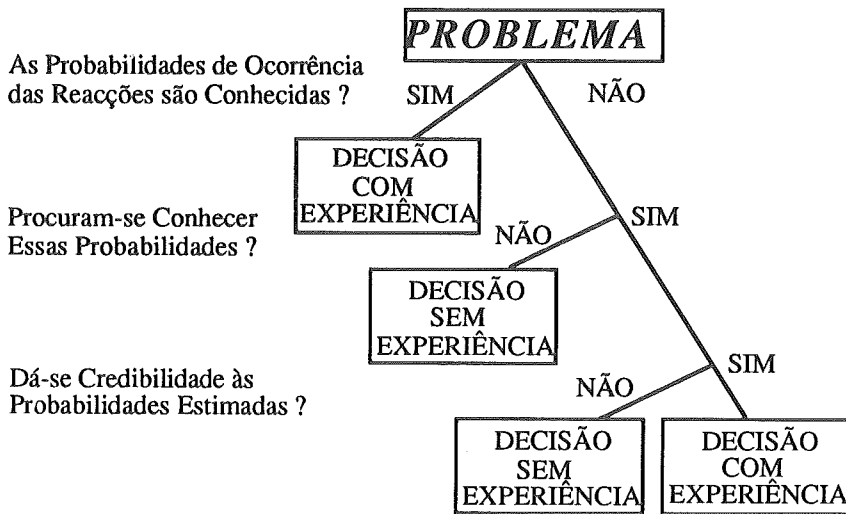 PROBLEMA
As Probabilidades de Ocorrência
das Reacções são Conhecidas ?
SIM
NÃO
DECISÃO
COM
EXPERIÊNCIA
Procuram-se Conhecer
Essas Probabilidades ?
NÃO
SIM
DECISÃO
SEM
EXPERIÊNCIA
Dá-se Credibilidade às
Probabilidades Estimadas ?
NÃO
SIM
DECISÃO
SEM
EXPERIÊNCIA
DECISÃO
COM
EXPERIÊNCIA